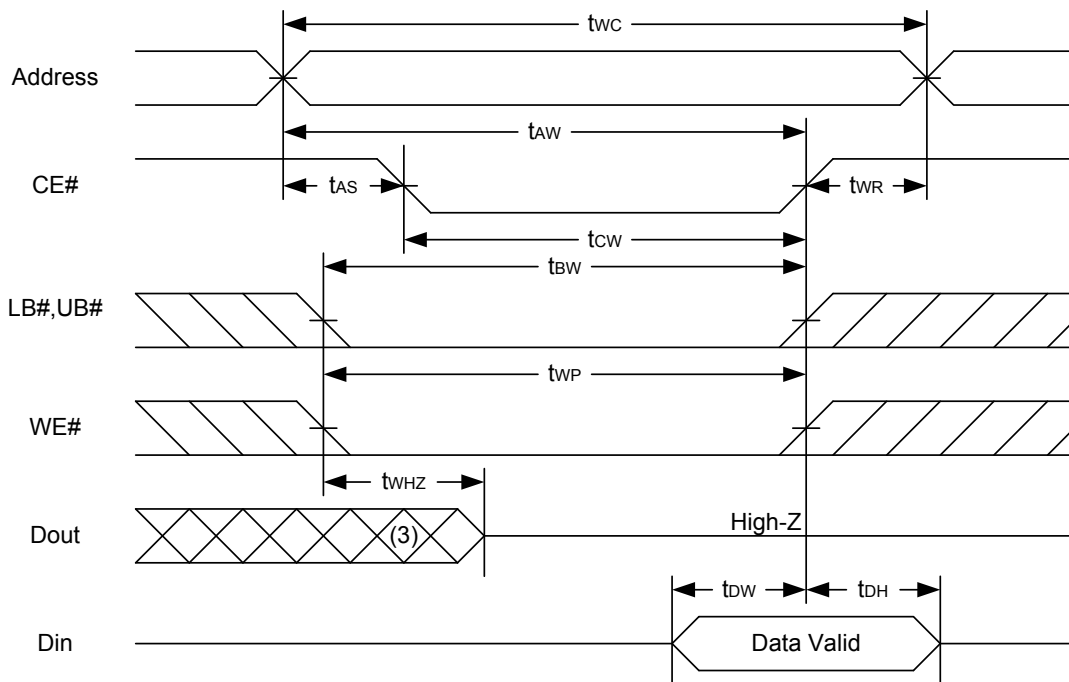 tWC
Address
tAW
CE#
tAS
tWR
tCW
tBW
LB#,UB#
tWP
WE#
tWHZ
Dout
(3)
High-Z
tDW
tDH
Din
Data Valid